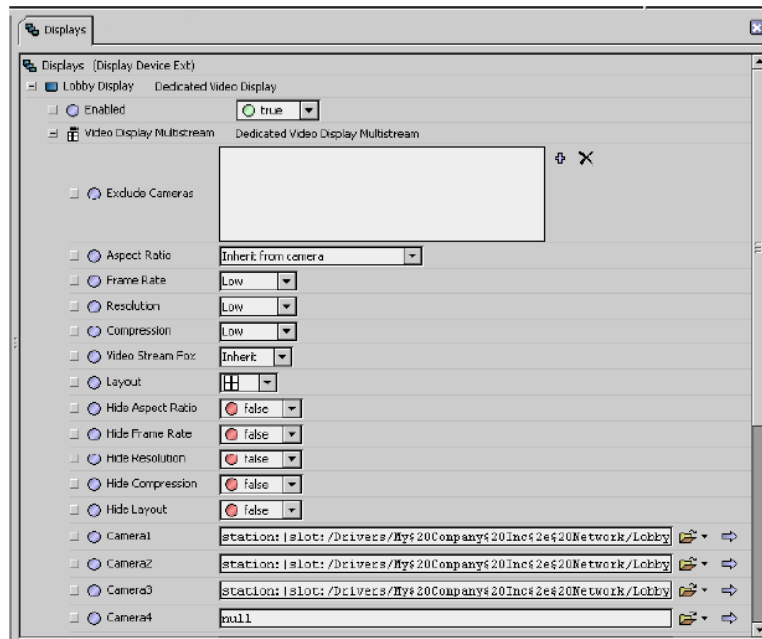 Displays
Displays (Display Device Ext)
Lobby Display Dedicated Video Display
Enabled true
Video Display Multistream Dedicated Video Display Multistream
Exclude Cameras
Aspect Ratio Inherit from camera
Frame Rate Low
Resolution Low
Compression Low
Video Stream Fox Inherit
Layout
Hide Aspect Ratio false
Hide Frame Rate false
Hide Resolution false
Hide Compression false
Hide Layout false
Camera1 station:|slot:/Drivers/My$20Company$20Inc$2e$20Network/Lobby
Camera2 station:|slot:/Drivers/My$20Company$20Inc$2e$20Network/Lobby
Camera3 station:|slot:/Drivers/My$20Company$20Inc$2e$20Network/Lobby
Camera4 null